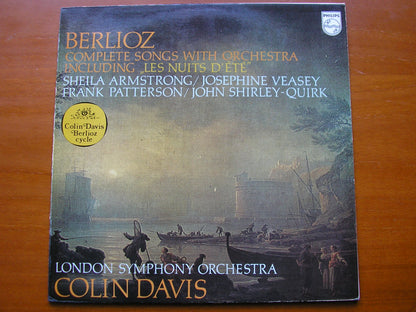 PHILIPS
BERLIOZ
COMPLETE SONGS WITH ORCHESTRA
INCLUDING „LES NUITS D'ÉTÉ"
SHEILA ARMSTRONG/JOSEPHINE VEASEY
FRANK PATTERSON/JOHN SHIRLEY-QUIRK
Colin Davis
Berlioz
cycle
LONDON SYMPHONY ORCHESTRA
COLIN DAVIS